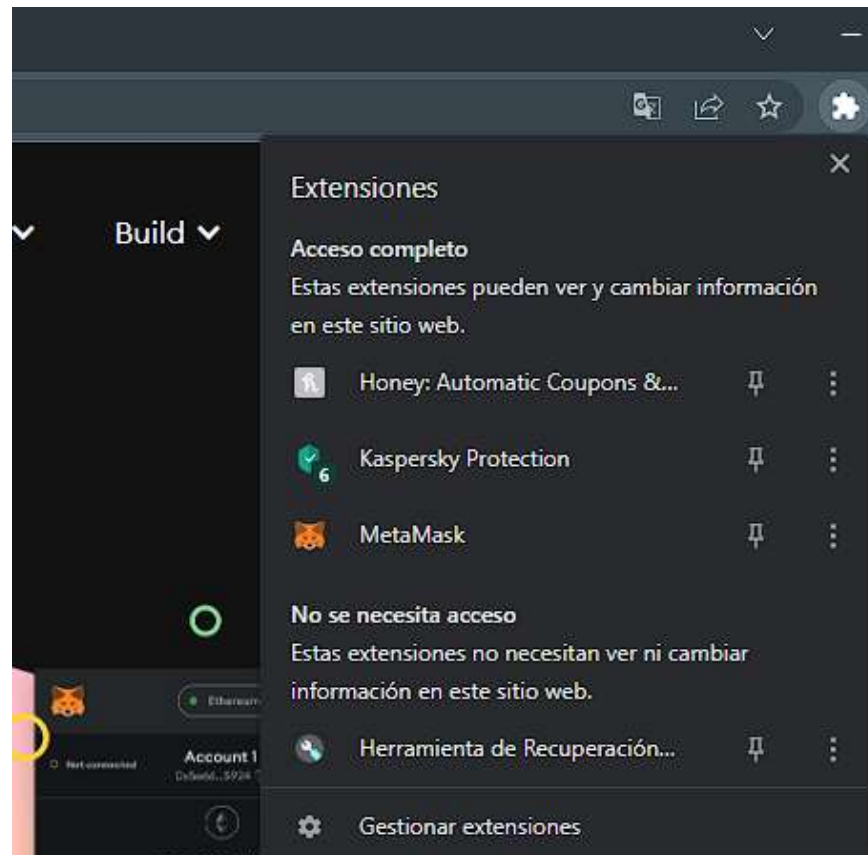 Build
Extensiones
Acceso completo
Estas extensiones pueden ver y cambiar información
en este sitio web.
Honey: Automatic Coupons &...
6
Kaspersky Protection
MetaMask
No se necesita acceso
Estas extensiones no necesitan ver ni cambiar
información en este sitio web.
Ethereum
Not connected
Account 1
Herramienta de Recuperación...
Gestionar extensiones